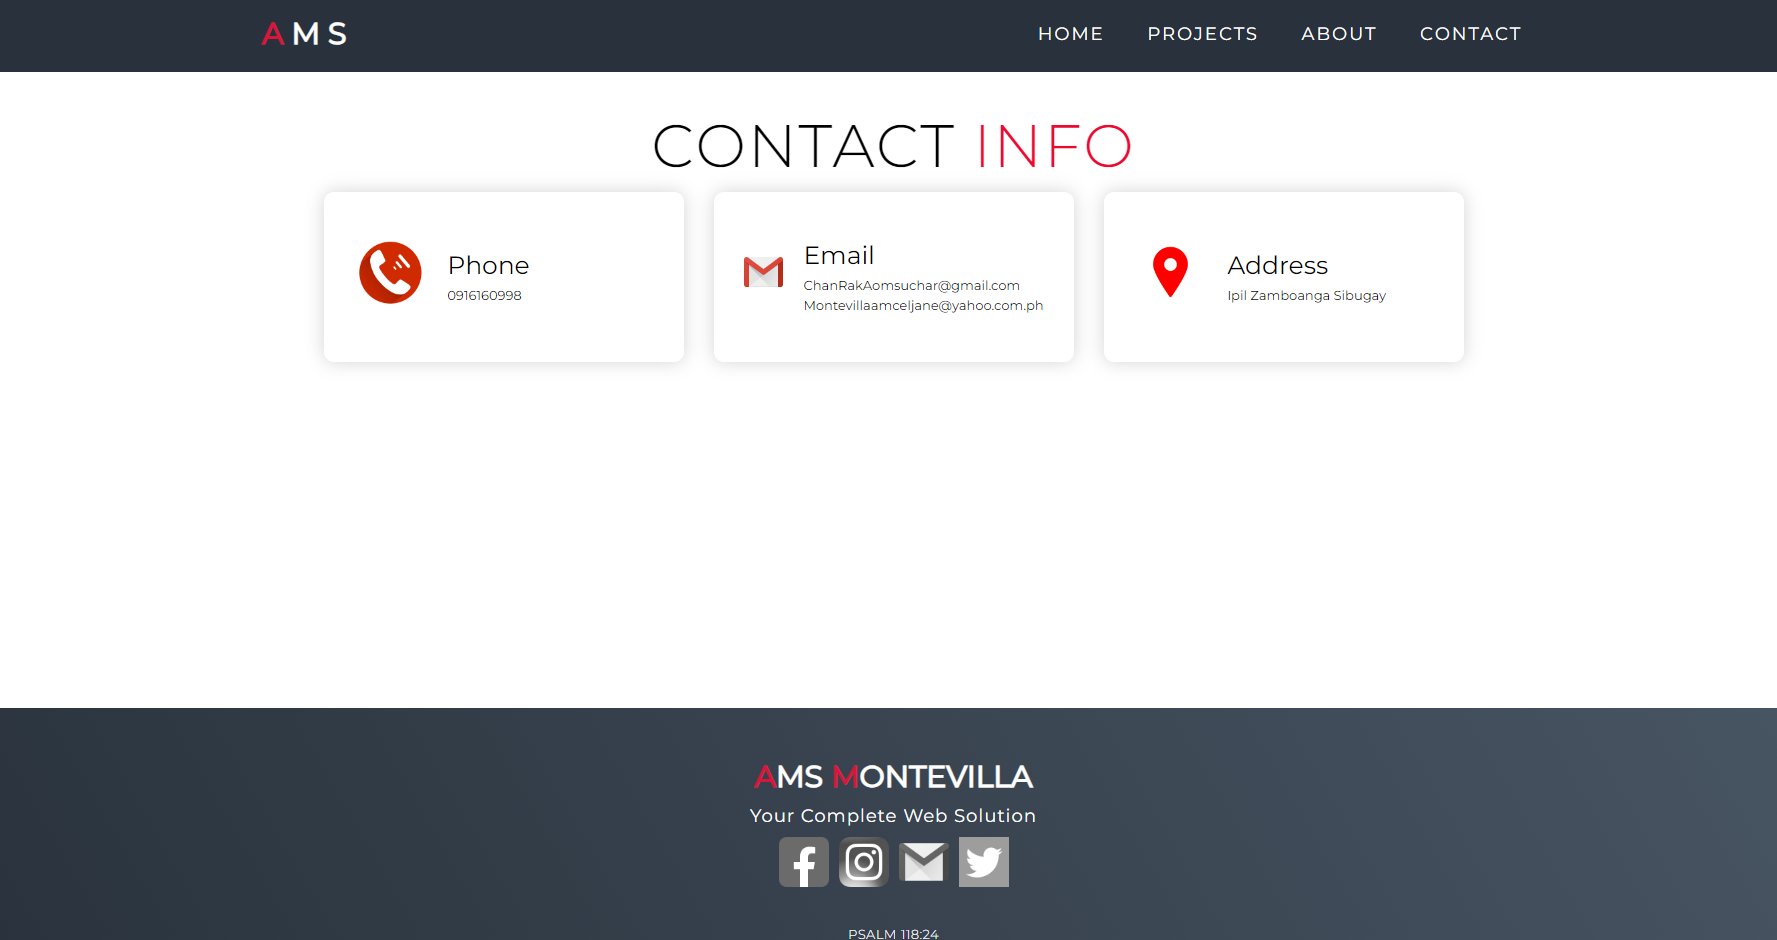 AMS
HOME PROJECTS ABOUT CONTACT
CONTACT INFO
Phone
0916160998
Email
ChanRakAomsuchar@gmail.com
Montevillaamceljane@yahoo.com.ph
Address
Ipil Zamboanga Sibugay
AMS MONTEVILLA
Your Complete Web Solution
PSALM 118:24